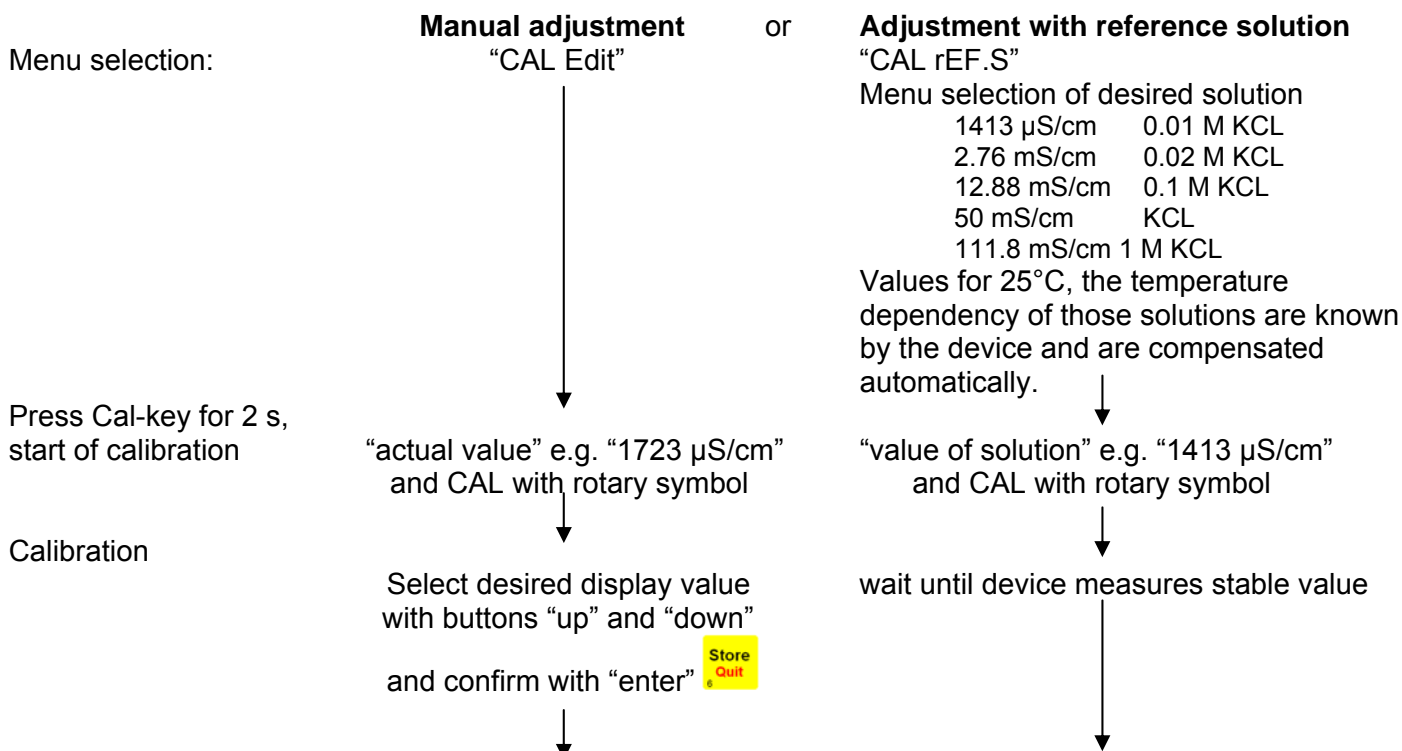 Manual adjustment or Adjustment with reference solution
Menu selection: “CAL Edit” “CAL rEF.S”
Menu selection of desired solution
1413 µS/cm 0.01 M KCL
2.76 mS/cm 0.02 M KCL
12.88 mS/cm 0.1 M KCL
50 mS/cm KCL
111.8 mS/cm 1 M KCL
Values for 25°C, the temperature
dependency of those solutions are known
by the device and are compensated
automatically.
Press Cal-key for 2 s,
start of calibration “actual value” e.g. “1723 µS/cm” “value of solution” e.g. “1413 µS/cm”
and CAL with rotary symbol and CAL with rotary symbol
Calibration
Select desired display value wait until device measures stable value
with buttons “up” and “down”
and confirm with “enter” Store
Quit
6